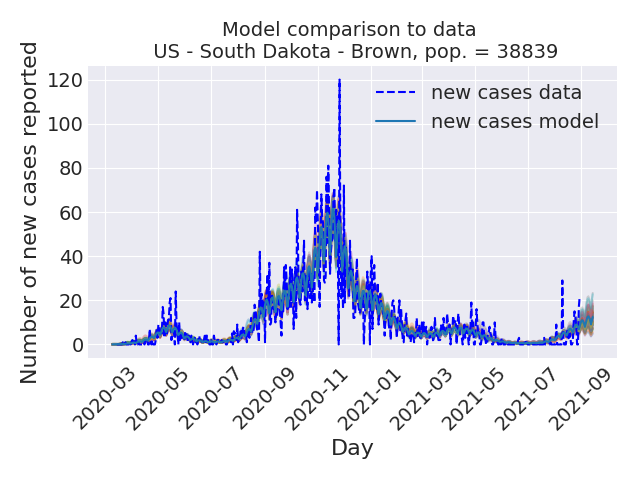 Model comparison to data
US - South Dakota - Brown, pop. = 38839
Number of new cases reported
120
100
80
60
40
20
0
new cases data
new cases model
2020-03
2020-05
2020-07
2020-09
2020-11
2021-01
2021-03
2021-05
2021-07
2021-09
Day